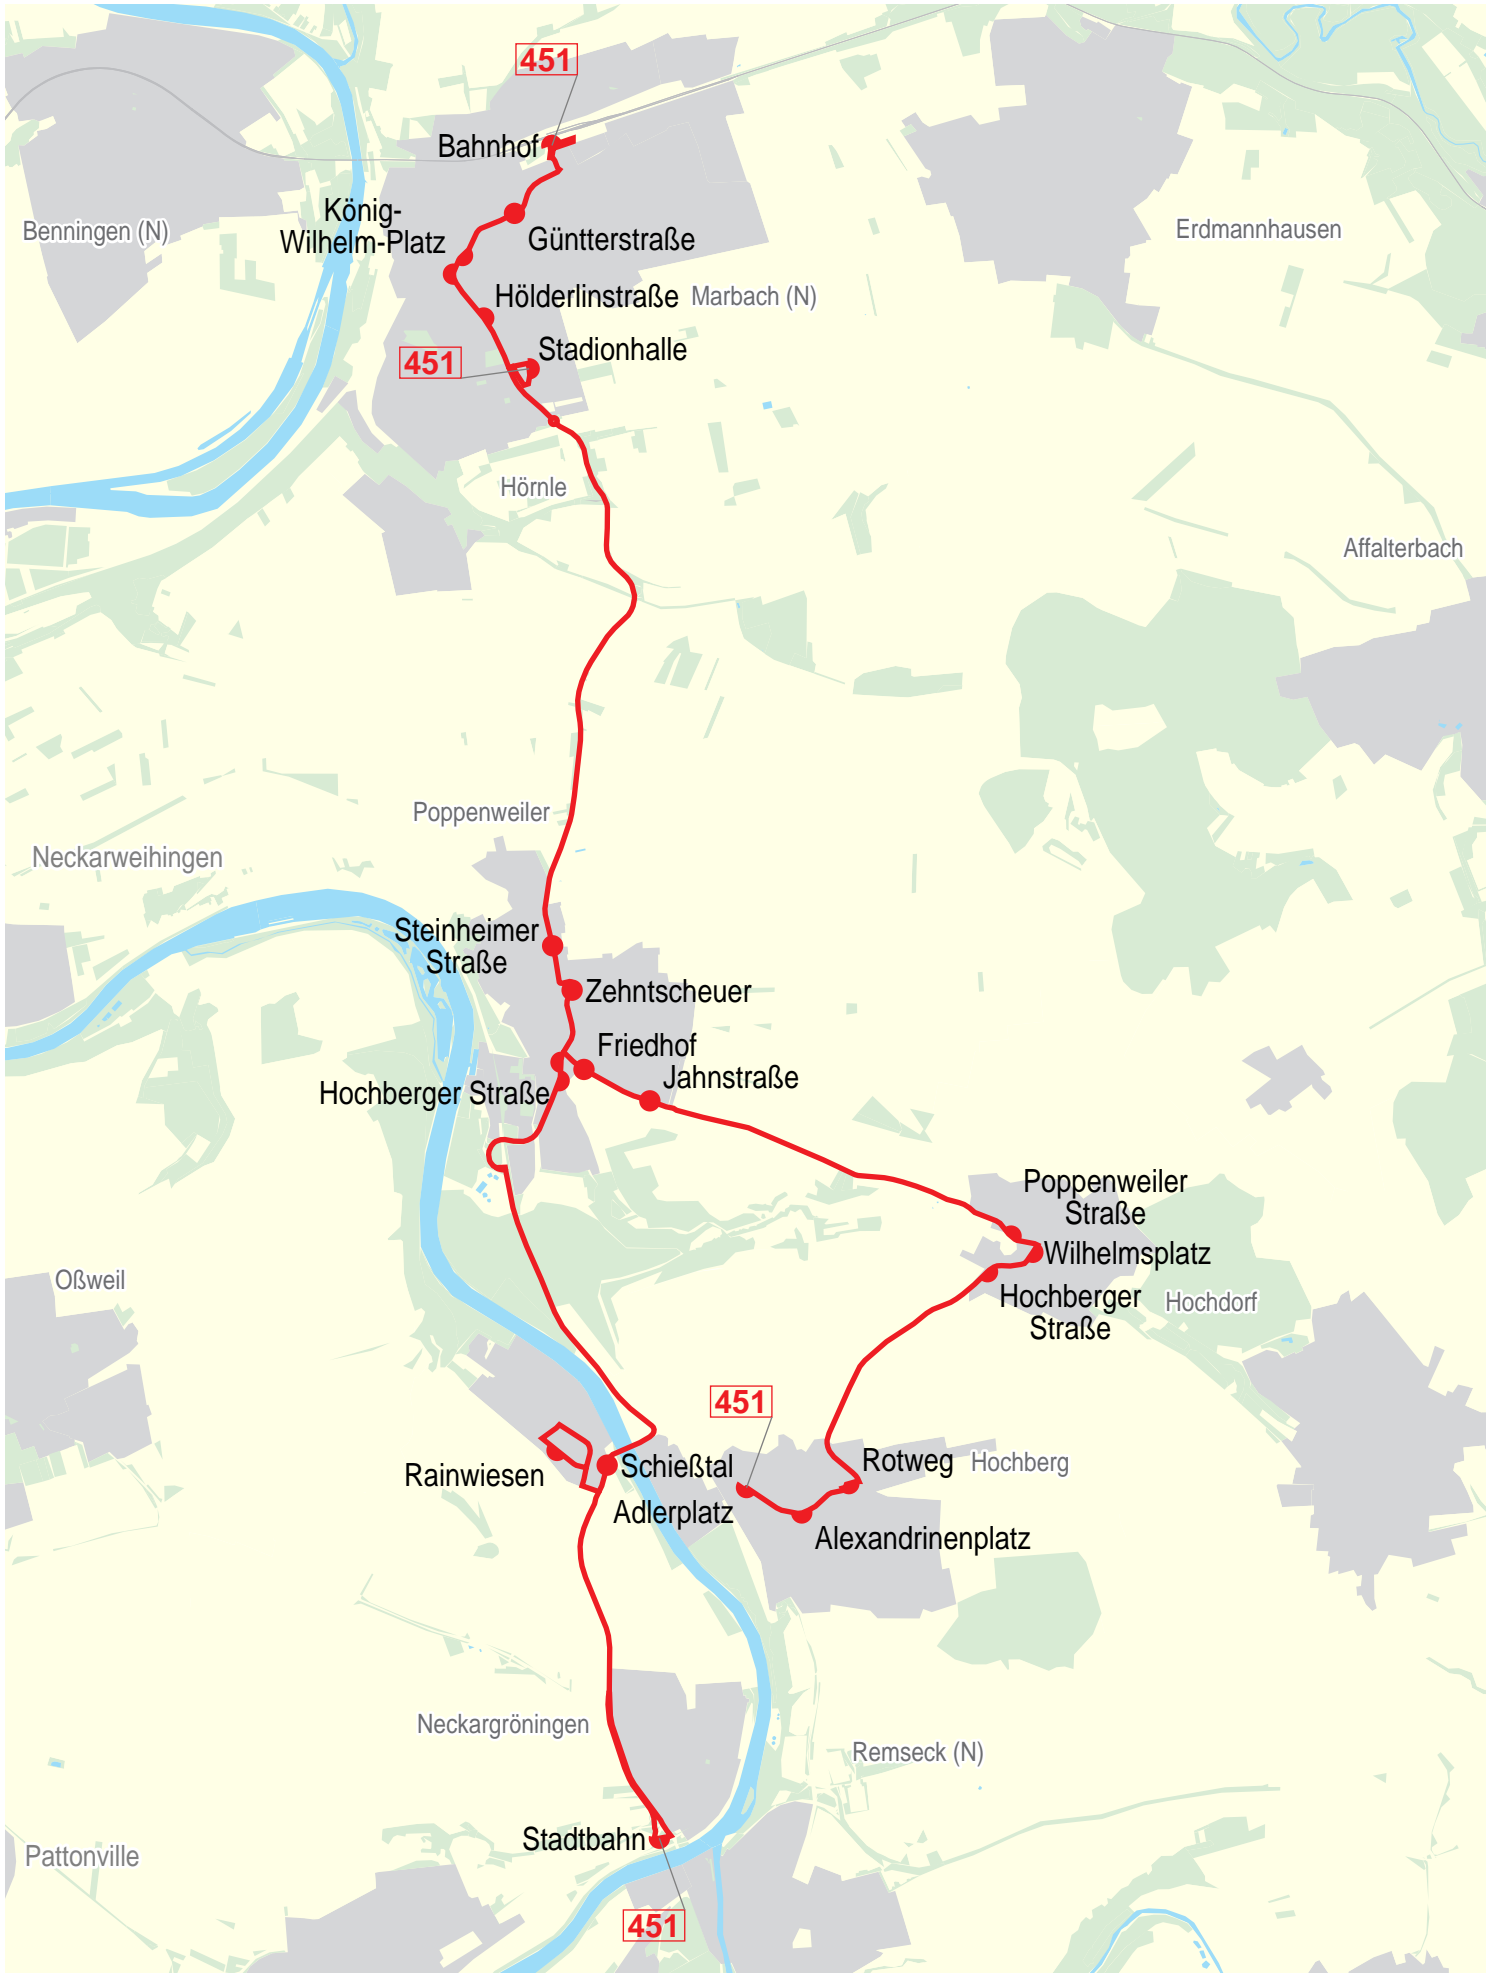 451
Bahnhof
König-
Wilhelm-Platz
Benningen (N)
Güntterstraße
Erdmannhausen
Hölderlinstraße
Marbach (N)
451
Stadionhalle
Hörnle
Affalterbach
Poppenweiler
Neckarweihingen
Steinheimer
Straße
Zehntscheuer
Friedhof
Jahnstraße
Hochberger Straße
Poppenweiler
Straße
Wilhelmsplatz
Oßweil
Hochberger
Straße
Hochdorf
451
Rotweg
Hochberg
Rainwiesen
Schießtal
Adlerplatz
Alexandrinenplatz
Neckargröningen
Remseck (N)
Stadtbahn
Pattonville
451